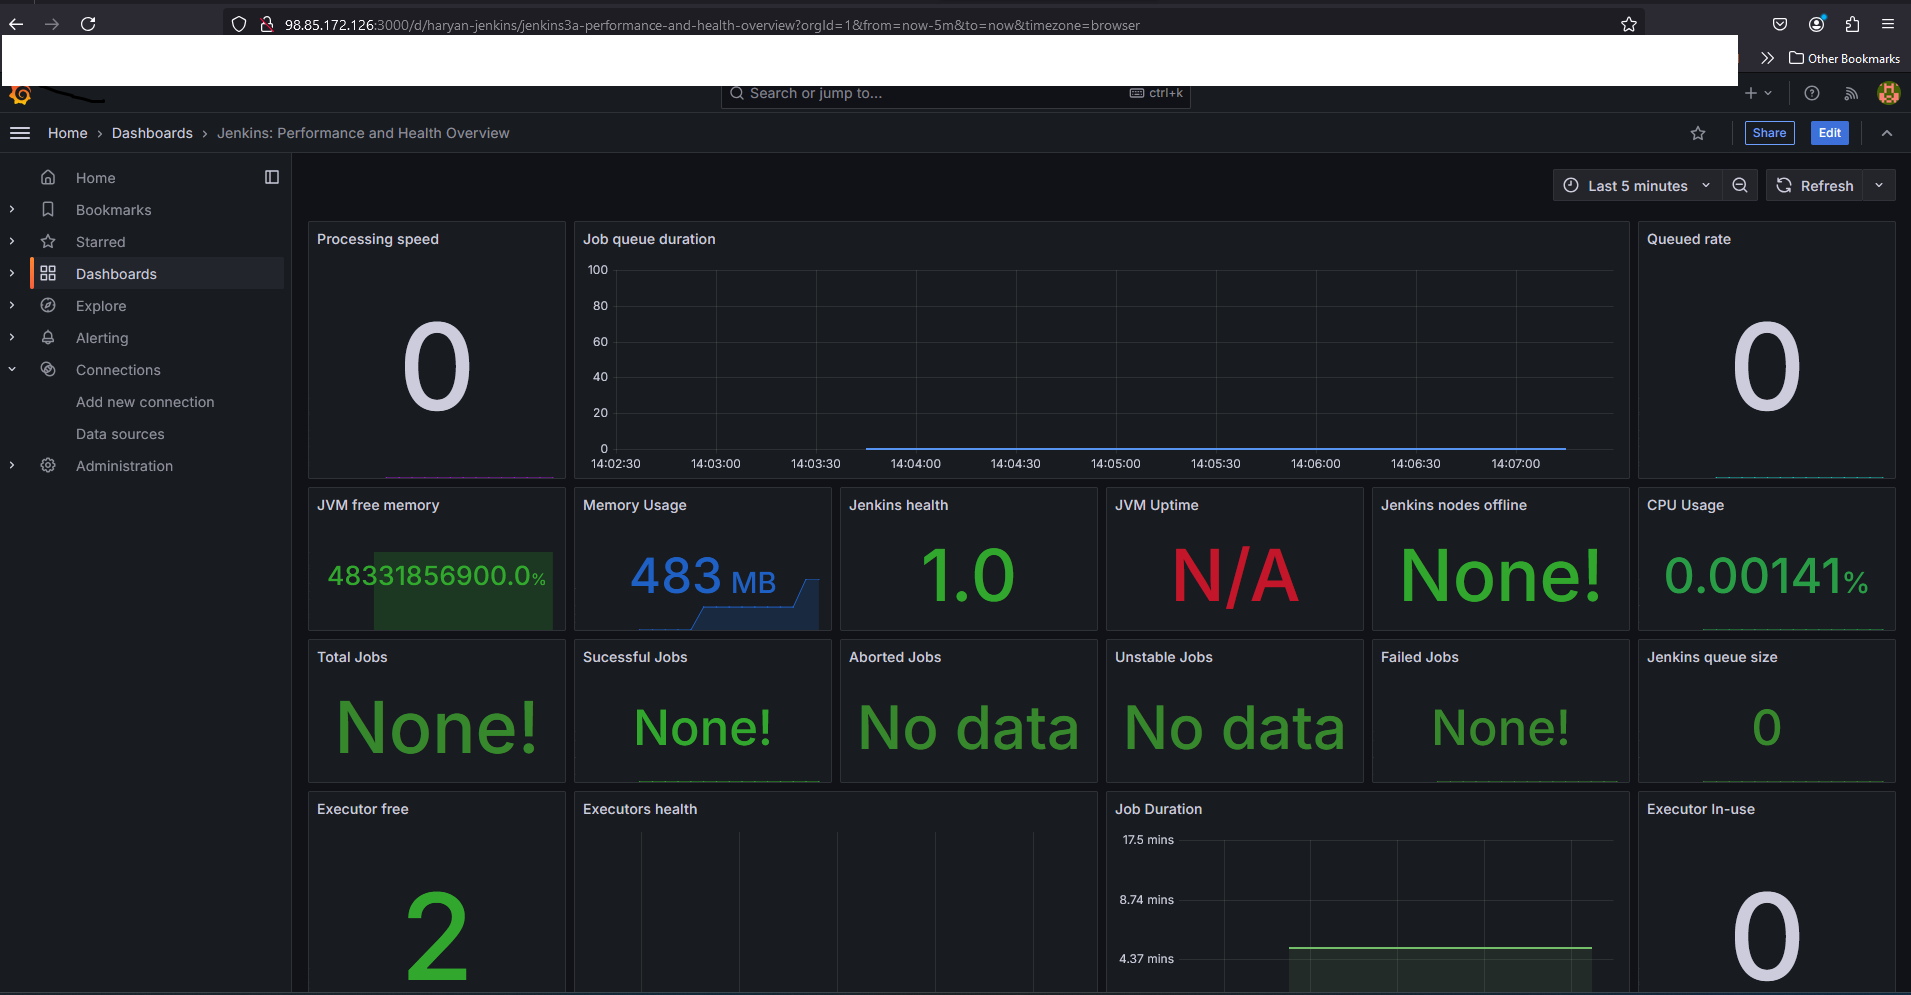 98.85.172.126:3000/d/haryan-jenkins/jenkins3a-performance-and-health-overview?orgId=1&from=now-5m&to=now&timezone=browser
Other Bookmarks
Search or jump to...
ctrl+k
Home › Dashboards › Jenkins: Performance and Health Overview
Share
Edit
Home
Bookmarks
Starred
Dashboards
Explore
Alerting
Connections
Add new connection
Data sources
Administration
Last 5 minutes
Refresh
Processing speed
0
Job queue duration
100
80
60
40
20
0
14:02:30 14:03:00 14:03:30 14:04:00 14:04:30 14:05:00 14:05:30 14:06:00 14:06:30 14:07:00
Queued rate
0
JVM free memory
48331856900.0%
Memory Usage
483 MB
Jenkins health
1.0
JVM Uptime
N/A
Jenkins nodes offline
None!
CPU Usage
0.00141%
Total Jobs
None!
Sucessful Jobs
None!
Aborted Jobs
No data
Unstable Jobs
No data
Failed Jobs
None!
Jenkins queue size
0
Executor free
2
Executors health
Job Duration
17.5 mins
8.74 mins
4.37 mins
Executor In-use
0